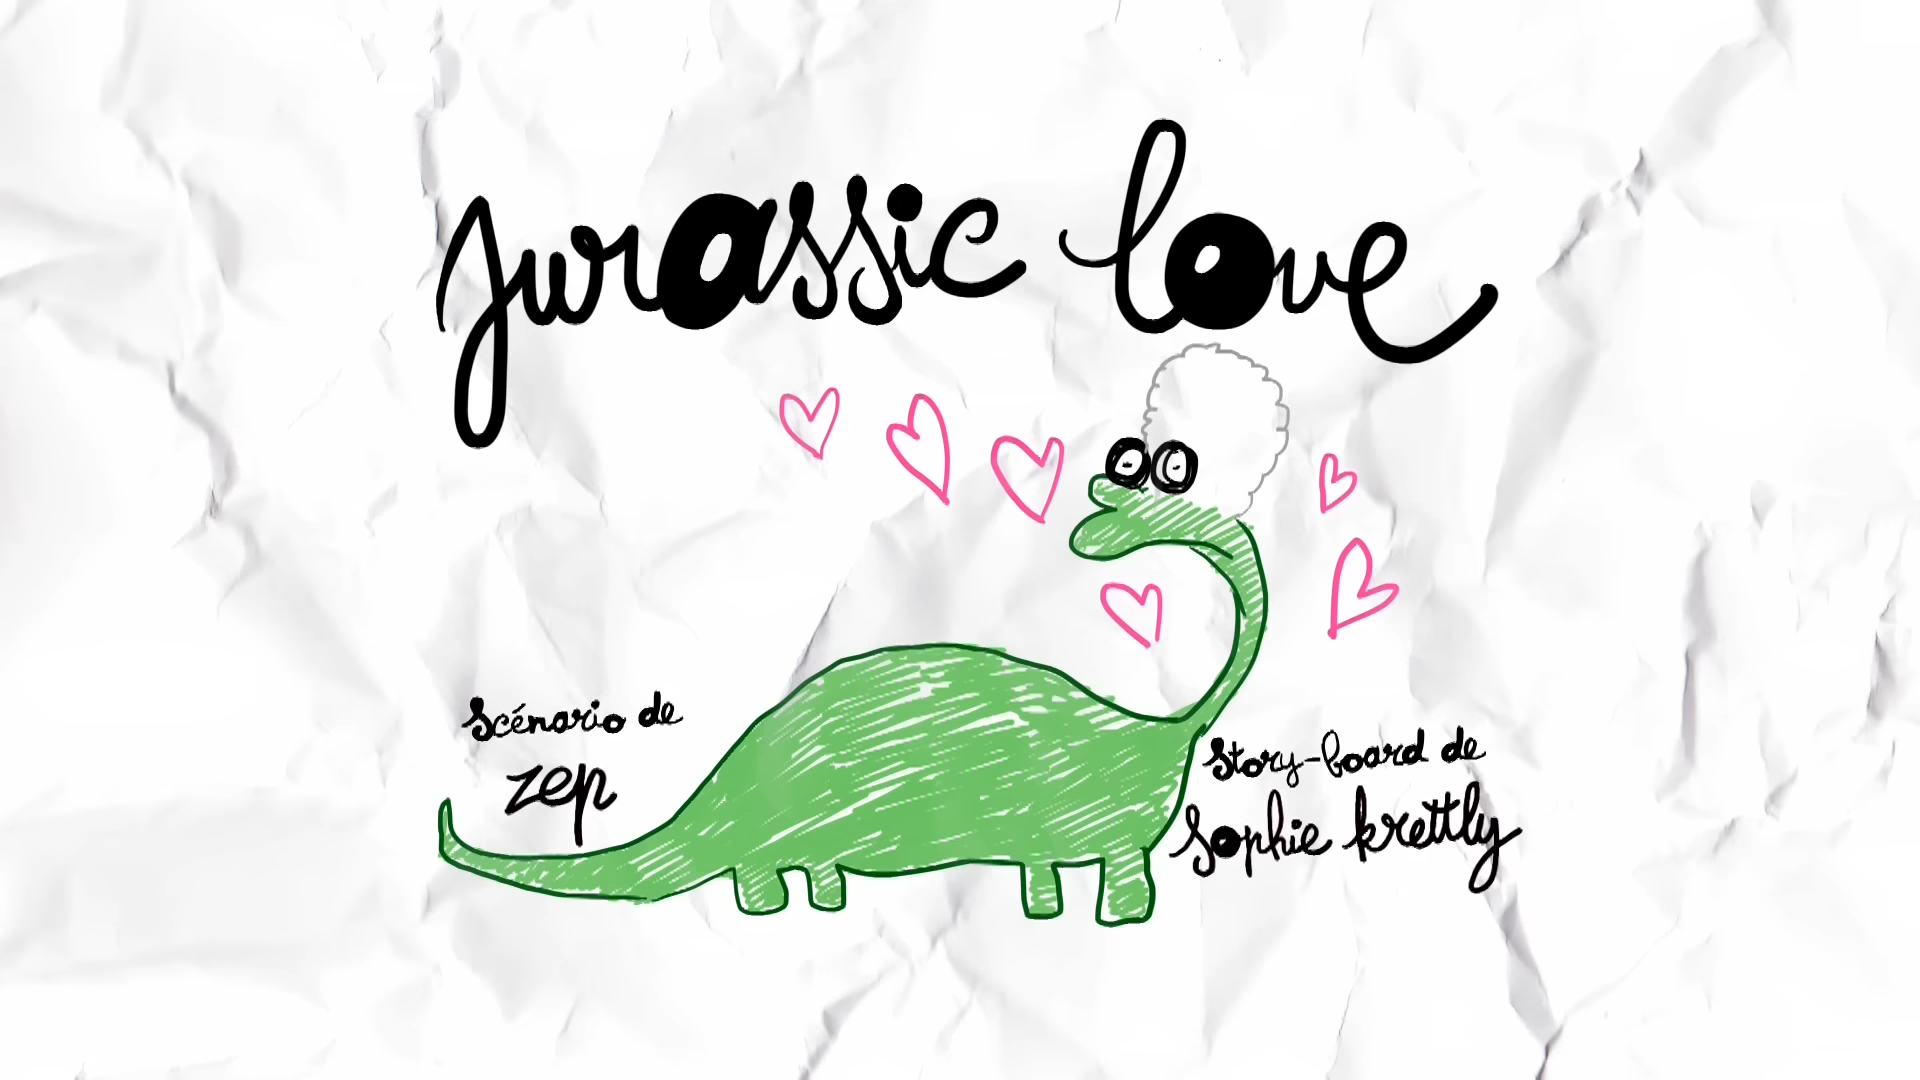 Jurassic love
Scénario de
zep
Story-board de
Sophie krettly